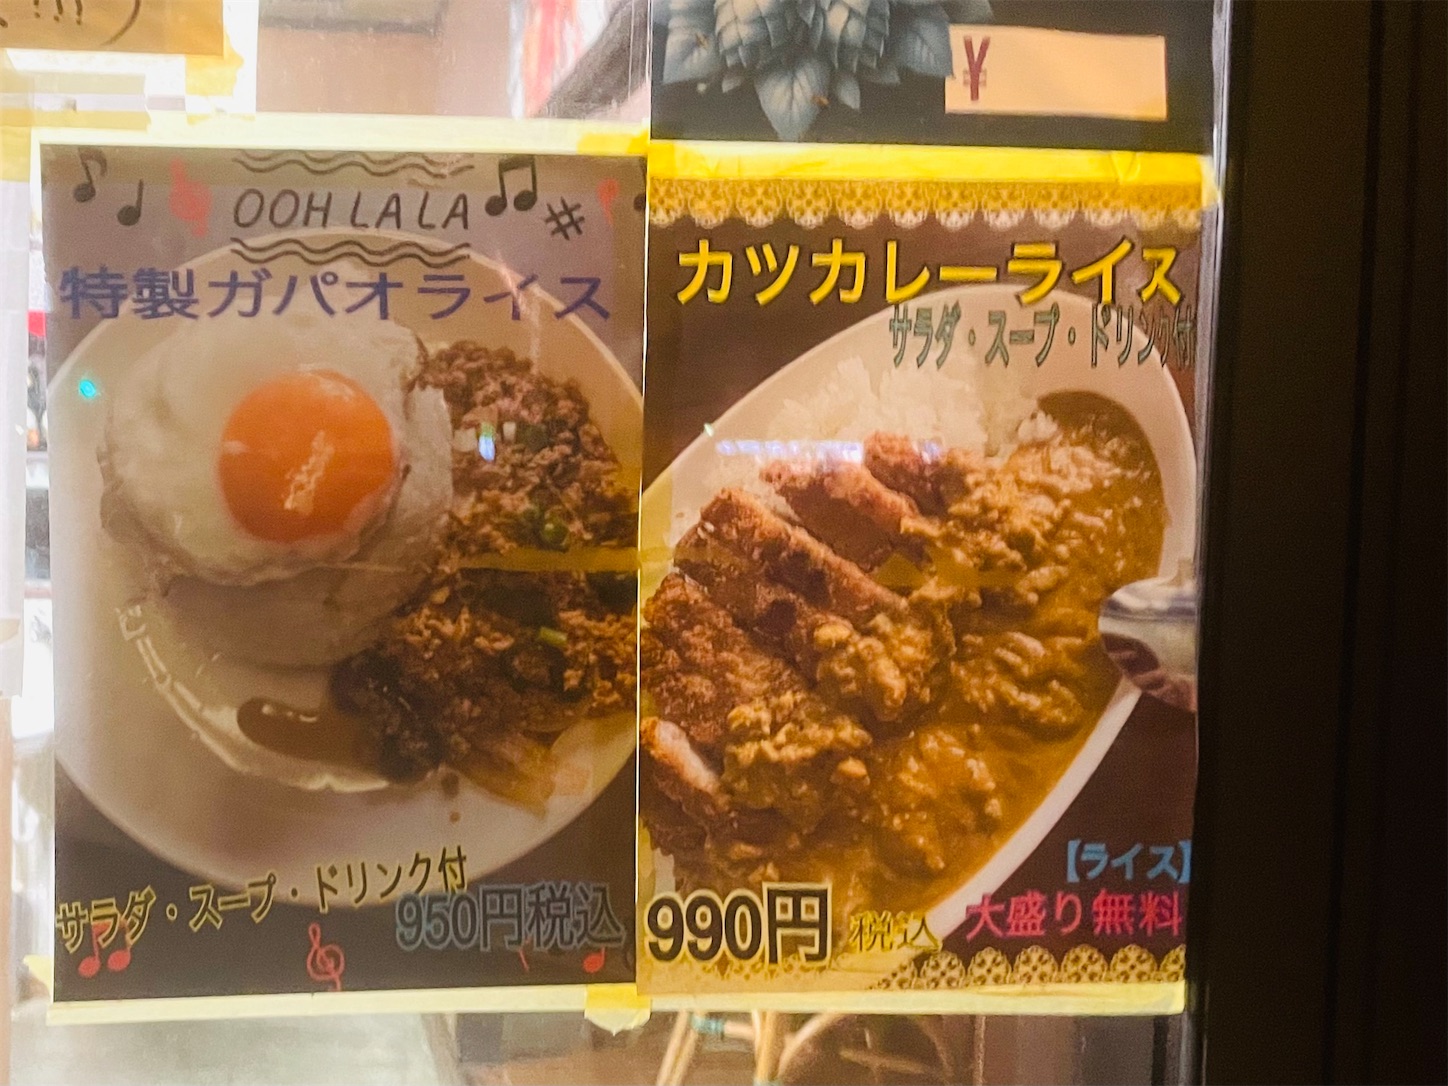 !!!)
¥
OOH LA LA
特製ガパオライス
サラダ・スープ・ドリンク付
950円税込
カツカレーライス
サラダ・スープ・ドリンク付
【ライス】
大盛り無料
990円 税込